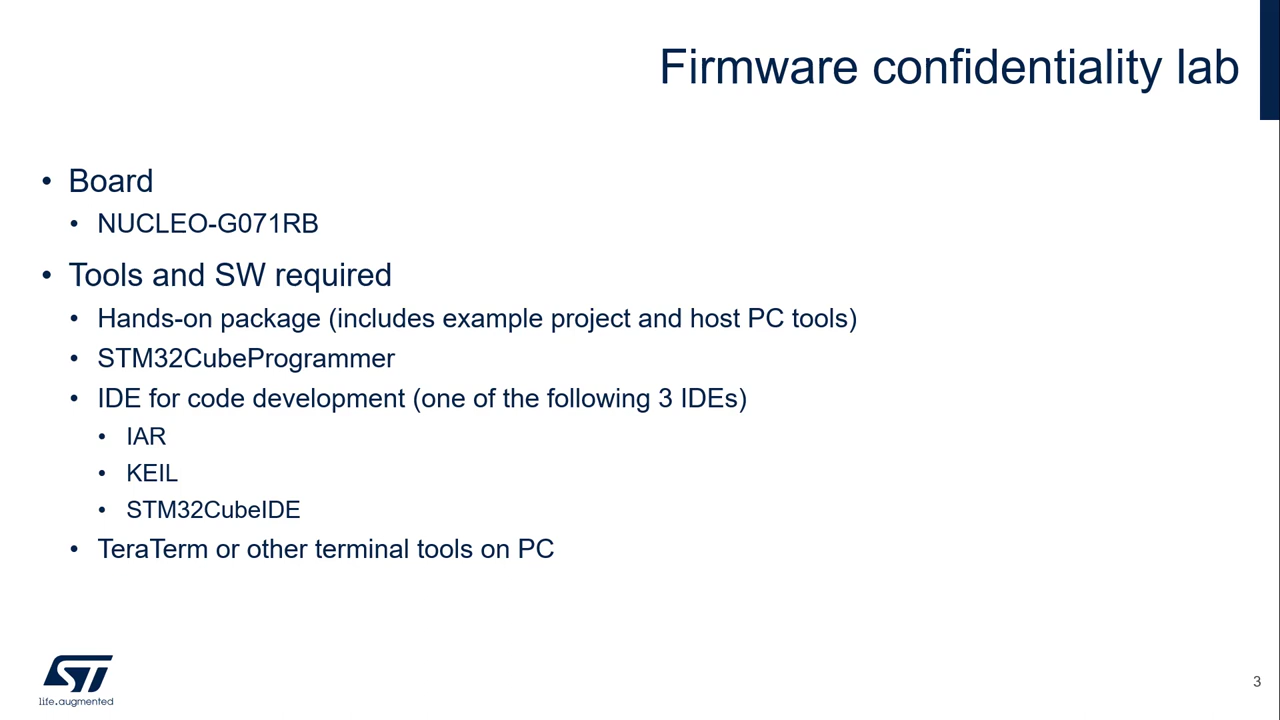 Firmware confidentiality lab
• Board
• NUCLEO-G071RB
• Tools and SW required
• Hands-on package (includes example project and host PC tools)
• STM32CubeProgrammer
• IDE for code development (one of the following 3 IDEs)
• IAR
• KEIL
• STM32CubeIDE
• TeraTerm or other terminal tools on PC
ST
life.augmented
3